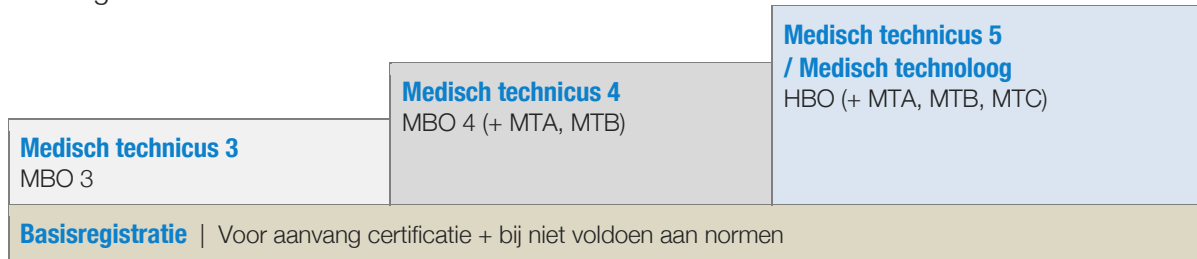 Medisch technicus 5
/ Medisch technoloog
HBO (+ MTA, MTB, MTC)
Medisch technicus 4
MBO 4 (+ MTA, MTB)
Medisch technicus 3
MBO 3
Basisregistratie | Voor aanvang certificatie + bij niet voldoen aan normen